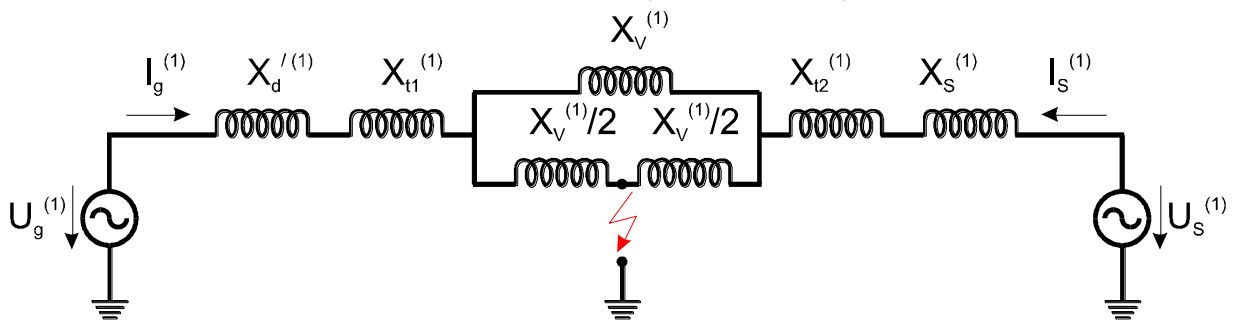 X_V^(1)
I_g^(1) X_d^/(1) X_t1^(1) X_t2^(1) X_S^(1) I_S^(1)
X_V^(1)/2 X_V^(1)/2
U_g^(1) U_S^(1)